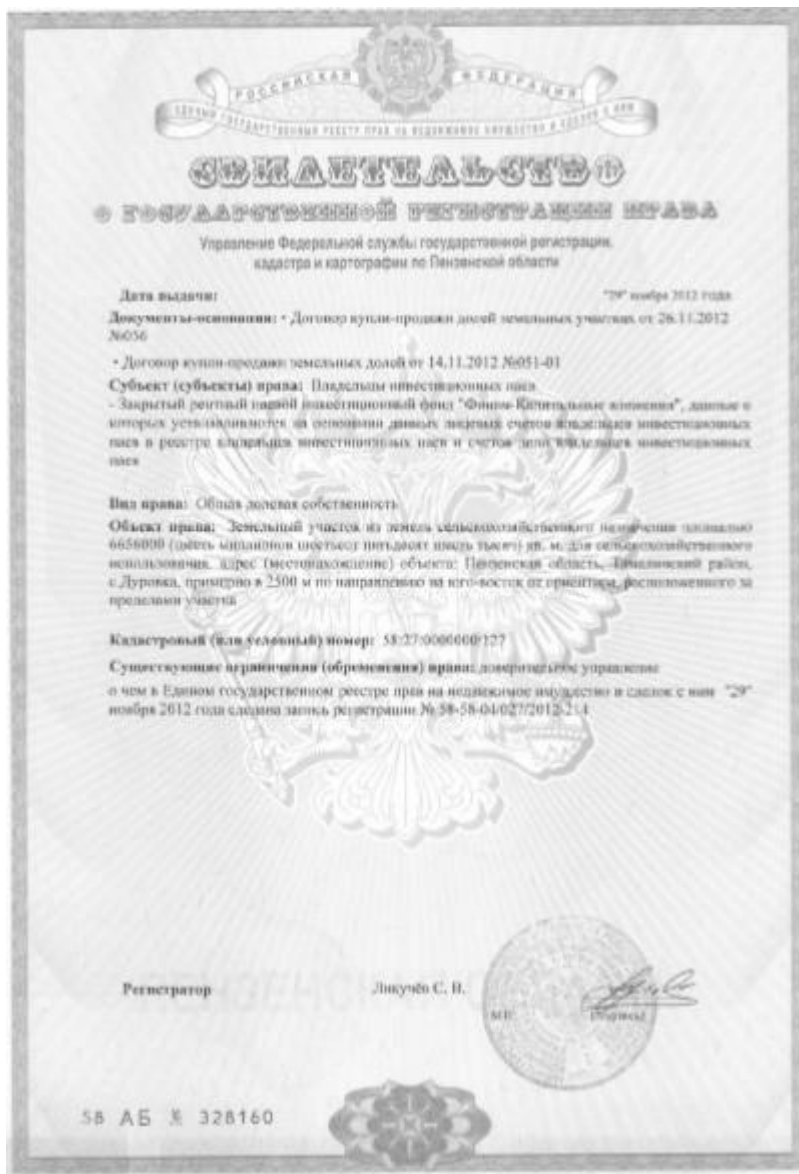 РОССИЙСКАЯ ФЕДЕРАЦИЯ
ЕДИНЫЙ ГОСУДАРСТВЕННЫЙ РЕЕСТР ПРАВ НА НЕДВИЖИМОЕ ИМУЩЕСТВО И СДЕЛОК С НИМ
СВИДЕТЕЛЬСТВО
О ГОСУДАРСТВЕННОЙ РЕГИСТРАЦИИ ПРАВА
Управление Федеральной службы государственной регистрации,
кадастра и картографии по Пензенской области
Дата выдачи: "29" ноября 2012 года
Документы-основания: • Договор купли-продажи долей земельных участках от 26.11.2012
№056
• Договор купли-продажи земельных долей от 14.11.2012 №051-01
Субъект (субъекты) права: Владельцы инвестиционных паев
- Закрытый рентный паевой инвестиционный фонд "Финам-Капитальные вложения", данные о
которых устанавливаются на основании данных лицевых счетов владельцев инвестиционных
паев в реестре владельцев инвестиционных паев и счетов депо владельцев инвестиционных
паев
Вид права: Общая долевая собственность
Объект права: Земельный участок из земель сельскохозяйственного назначения площадью
6656000 (шесть миллионов шестьсот пятьдесят шесть тысяч) кв. м, для сельскохозяйственного
использования, адрес (местонахождение) объекта: Пензенская область, Тамалинский район,
с.Дуровка, примерно в 2500 м по направлению на юго-восток от ориентира, расположенного за
пределами участка
Кадастровый (или условный) номер: 58:27:0000000:127
Существующие ограничения (обременения) права: доверительное управление
о чем в Едином государственном реестре прав на недвижимое имущество и сделок с ним "29"
ноября 2012 года сделана запись регистрации № 58-58-04/027/2012-214
Регистратор Ликучёв С. В.
М.П. (подпись)
58 АБ № 328160